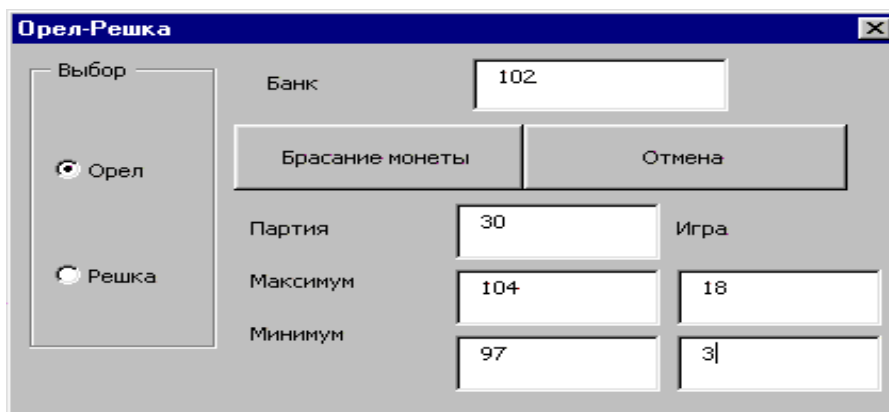 Орел-Решка
Выбор
Орел
Решка
Банк 102
Брасание монеты Отмена
Партия 30 Игра
Максимум 104 18
Минимум 97 3